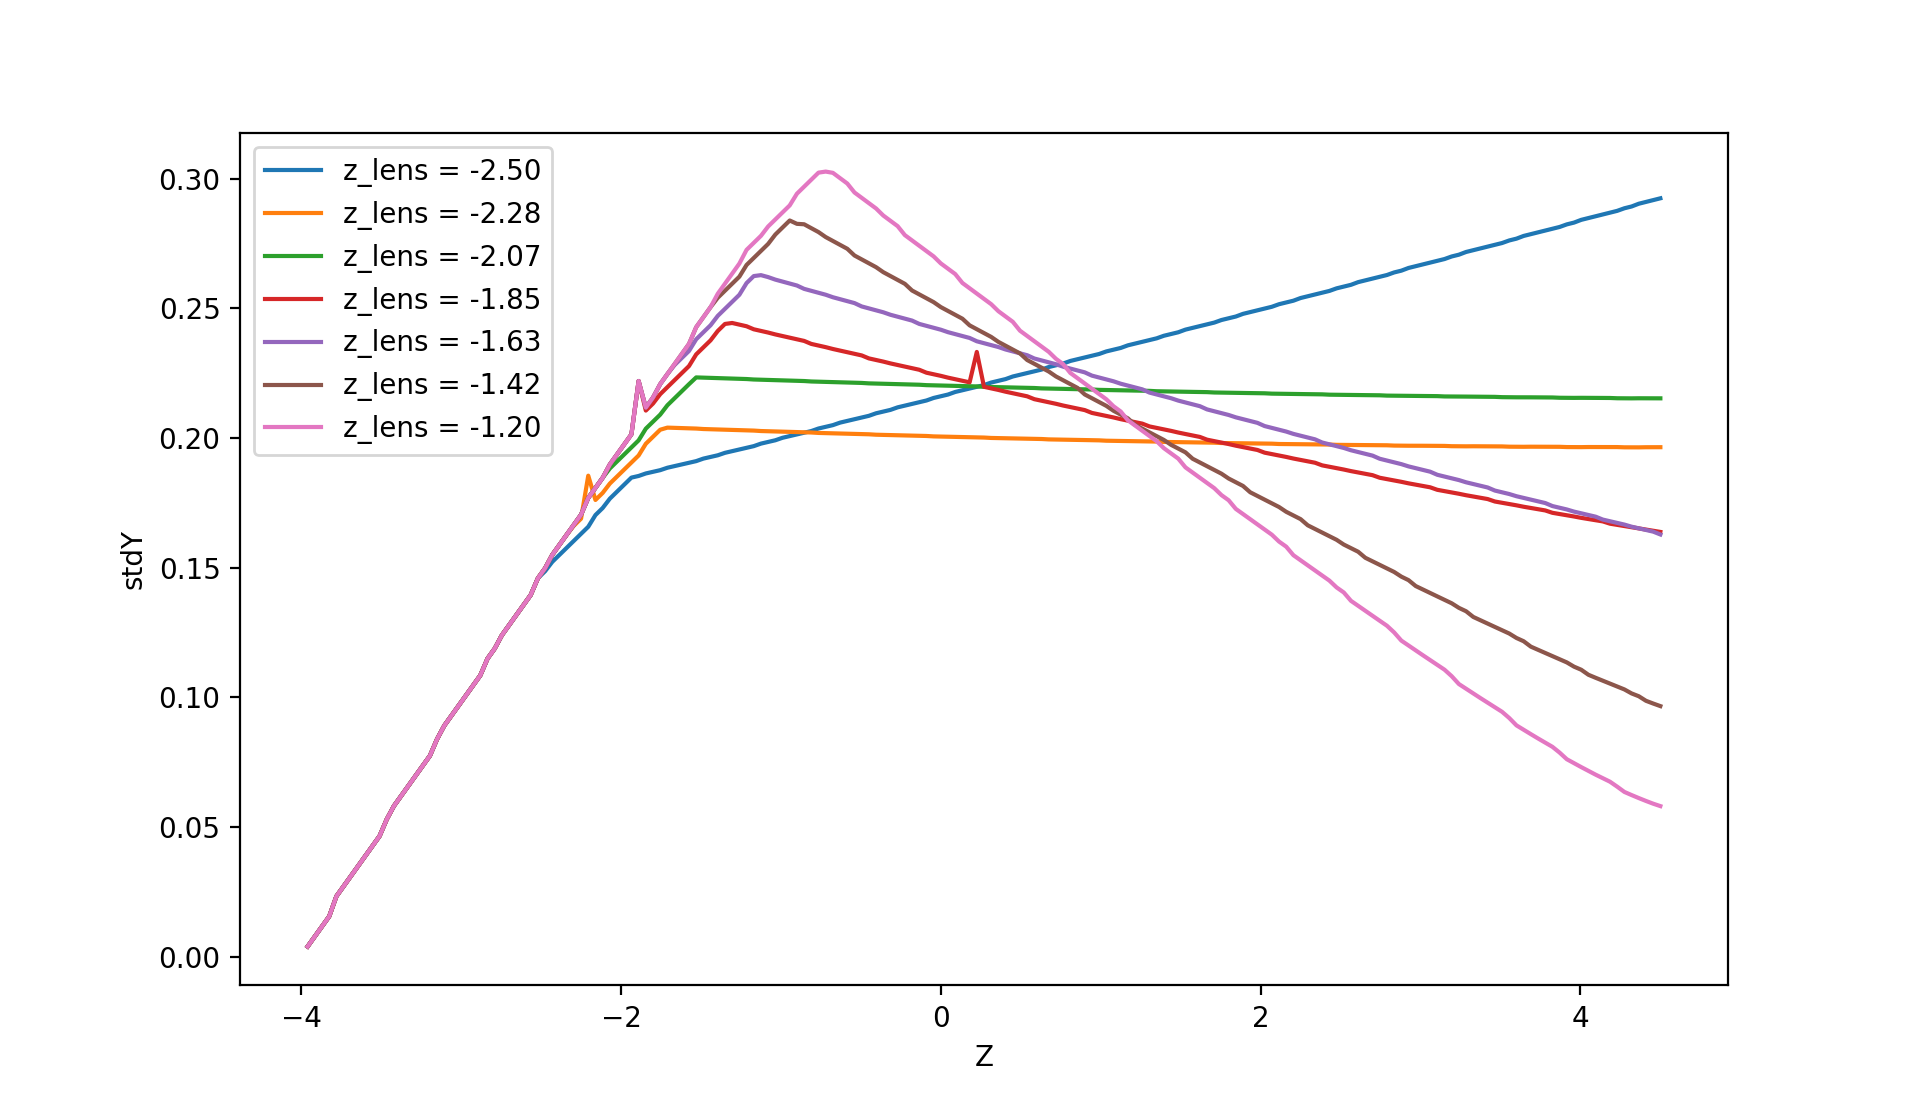 z_lens = -2.50
z_lens = -2.28
z_lens = -2.07
z_lens = -1.85
z_lens = -1.63
z_lens = -1.42
z_lens = -1.20
0.30
0.25
0.20
0.15
0.10
0.05
0.00
stdY
−4
−2
0
2
4
Z